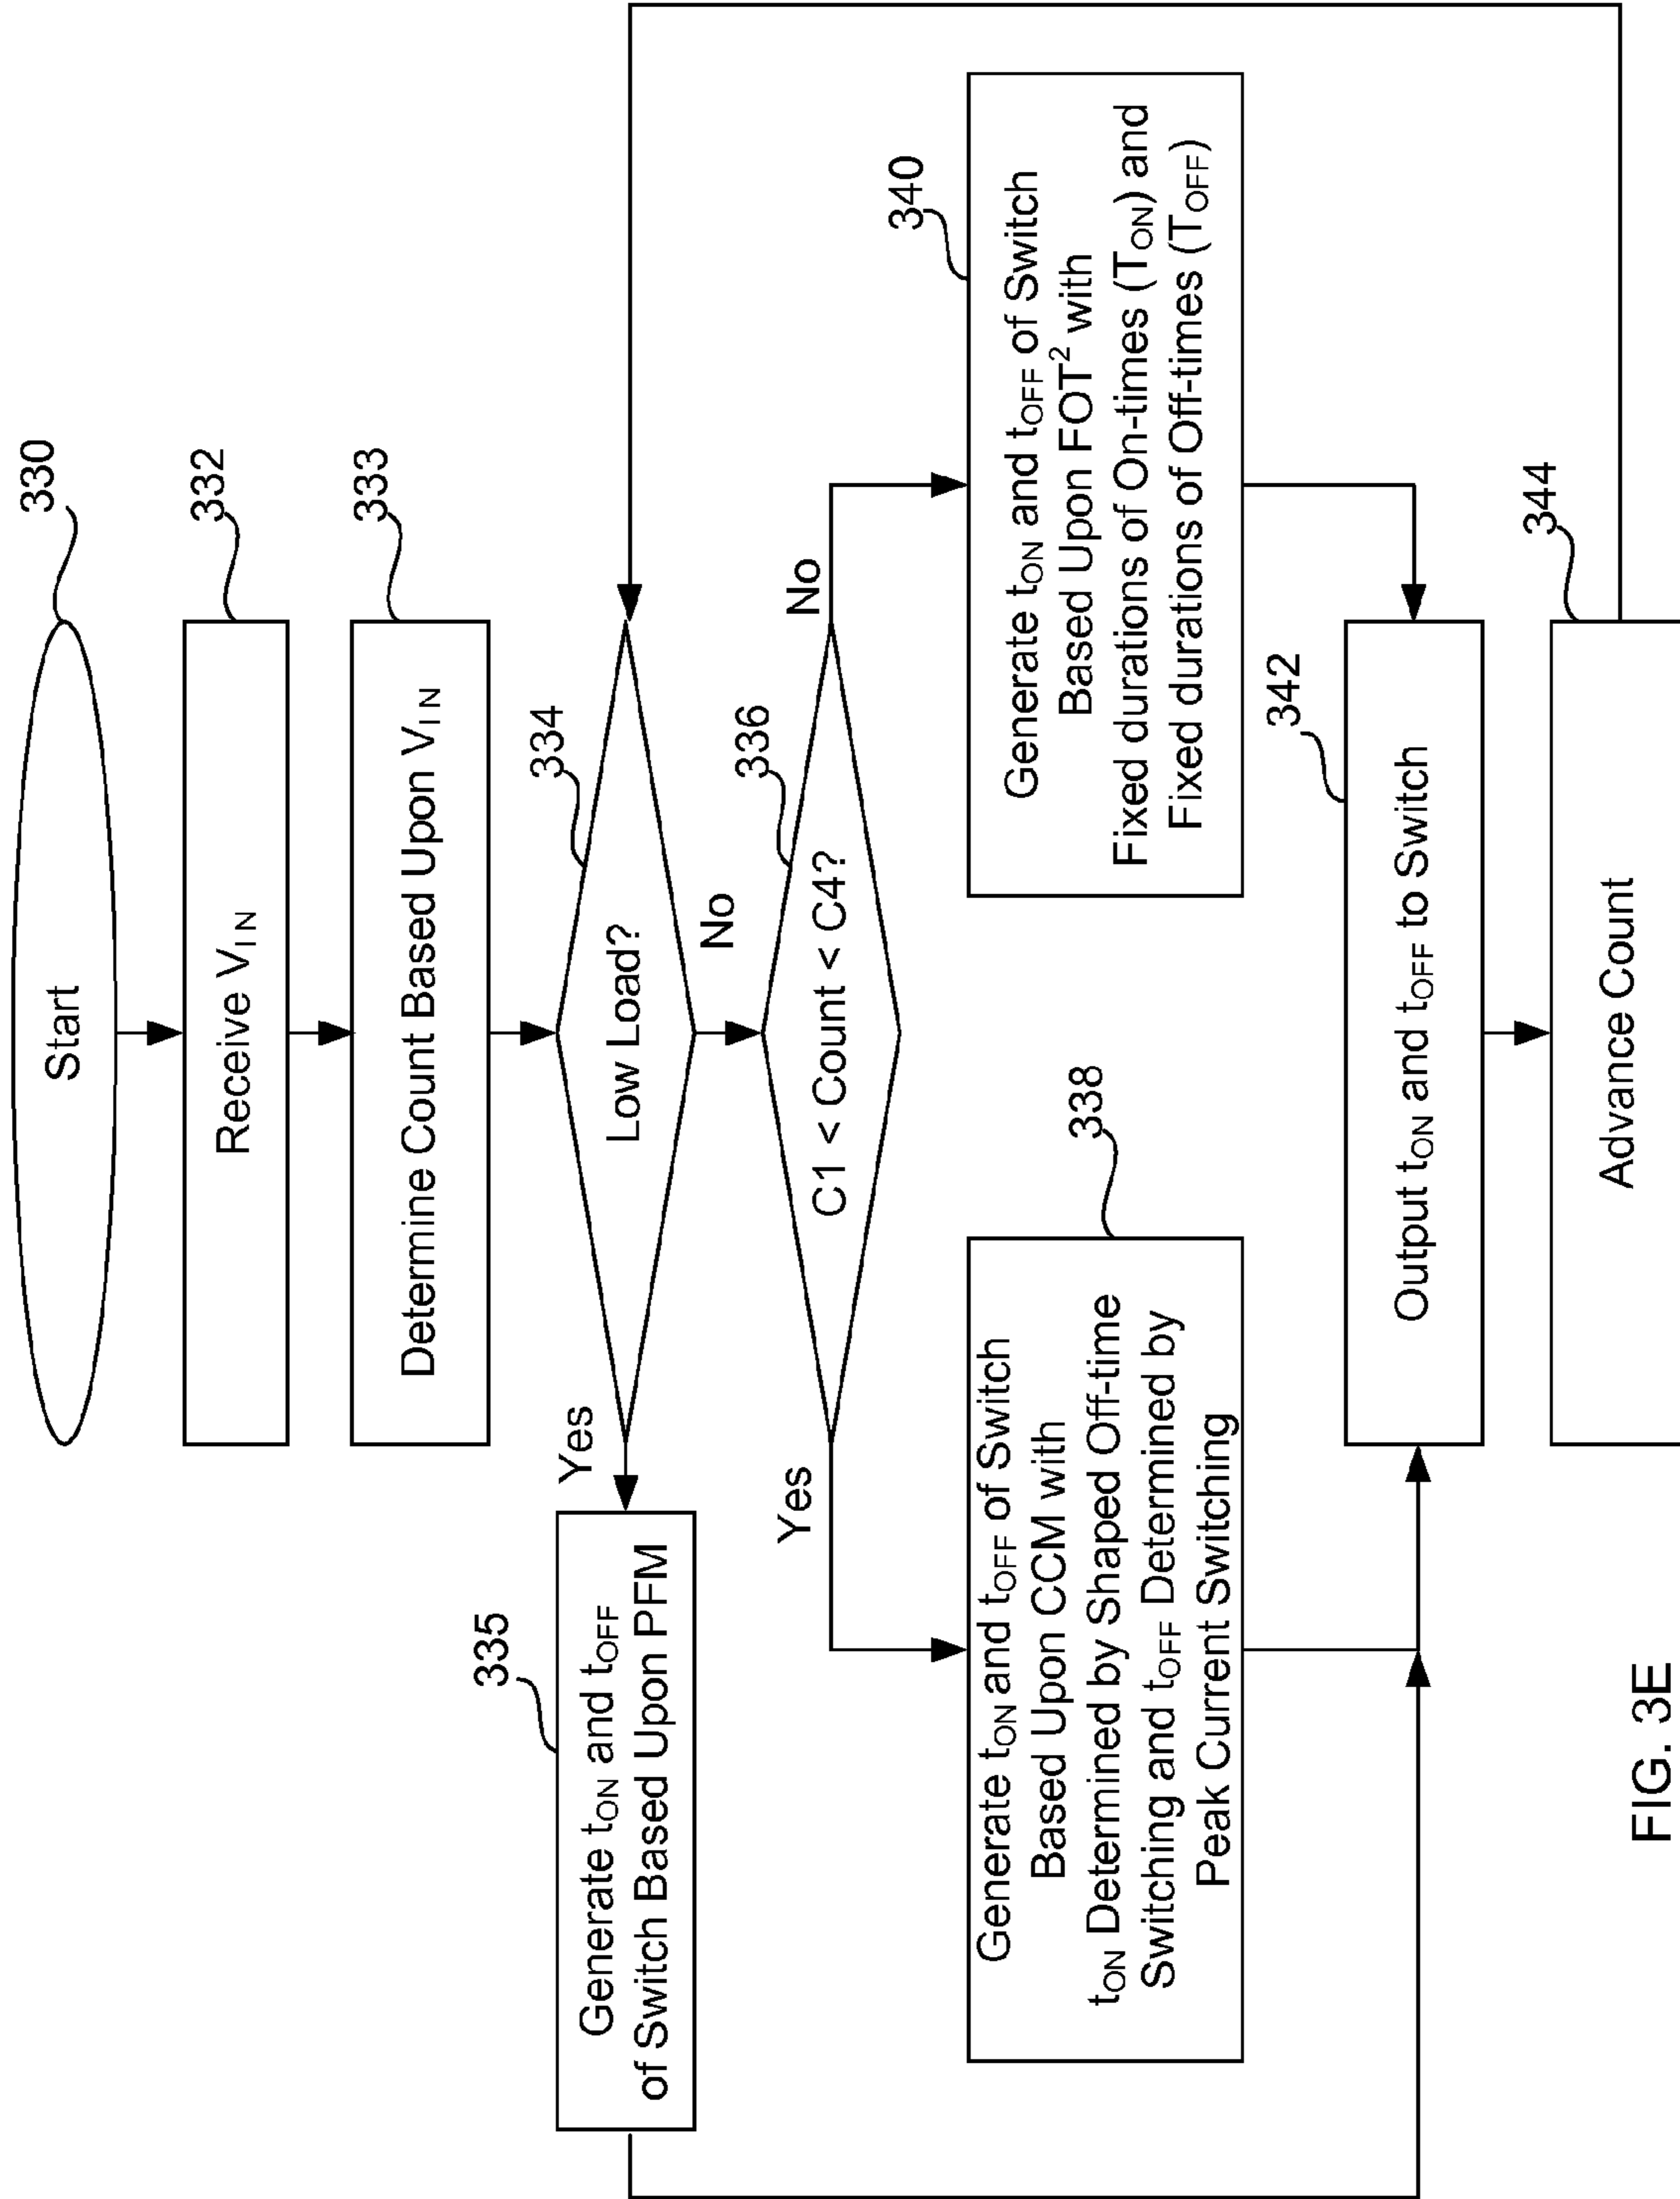 330
Start
332
Receive V_IN
333
Determine Count Based Upon V_IN
334
Low Load?
Yes
No
335
Generate t_ON and t_OFF
of Switch Based Upon PFM
336
C1 < Count < C4?
Yes
No
338
Generate t_ON and t_OFF of Switch
Based Upon CCM with
t_ON Determined by Shaped Off-time
Switching and t_OFF Determined by
Peak Current Switching
340
Generate t_ON and t_OFF of Switch
Based Upon FOT² with
Fixed durations of On-times (T_ON) and
Fixed durations of Off-times (T_OFF)
342
Output t_ON and t_OFF to Switch
344
Advance Count
FIG. 3E